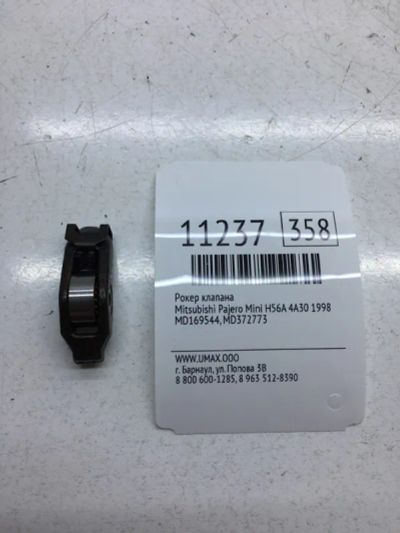 11237 358
Рокер клапана
Mitsubishi Pajero Mini H56A 4A30 1998
MD169544,MD372773
WWW.UMAX.OOO
г. Барнаул, ул. Попова 3В
8 800 600-1285, 8 963 512-8390